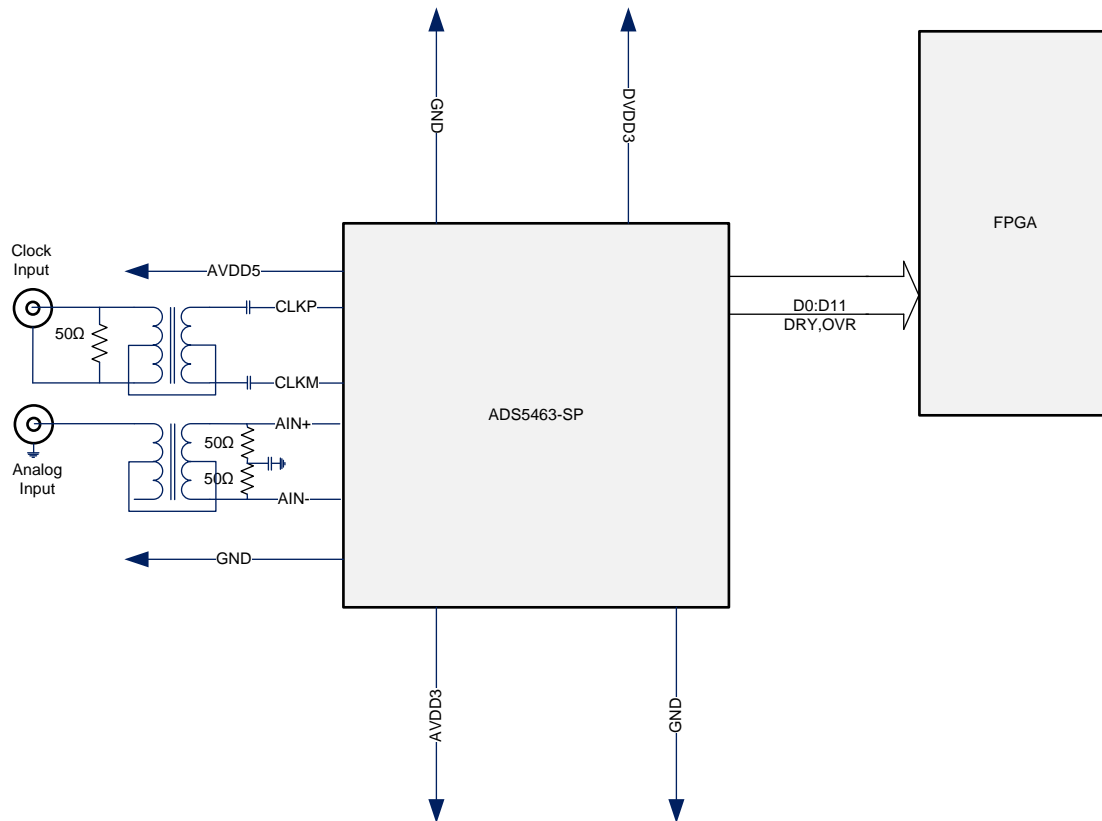 GND
DVDD3
FPGA
Clock
Input
AVDD5
CLKP
50Ω
D0:D11
DRY,OVR
CLKM
ADS5463-SP
AIN+
50Ω
Analog
Input
50Ω
AIN-
GND
AVDD3
GND